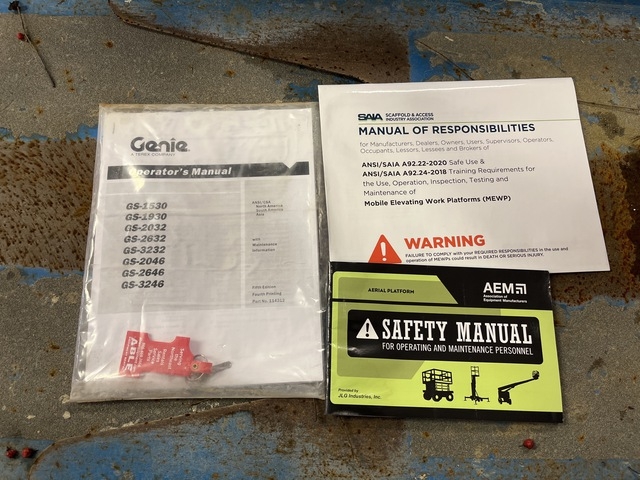 Genie
A TEREX COMPANY
Operator's Manual
GS-1530
GS-1930
GS-2032
GS-2632
GS-3232
GS-2046
GS-2646
GS-3246
ANSI/CSA
North America
South America
Asia
with
Maintenance
Information
Fifth Edition
Fourth Printing
Part No.
ABLE
SAIA SCAFFOLD & ACCESS
INDUSTRY ASSOCIATION
MANUAL OF RESPONSIBILITIES
for Manufacturers, Dealers, Owners, Users, Supervisors, Operators,
Occupants, Lessors, Lessees and Brokers of
ANSI/SAIA A92.22-2020 Safe Use &
ANSI/SAIA A92.24-2018 Training Requirements for
the Use, Operation, Inspection, Testing and
Maintenance of
Mobile Elevating Work Platforms (MEWP)
WARNING
FAILURE TO COMPLY with your REQUIRED RESPONSIBILITIES in the use and
operation of MEWPs could result in DEATH OR SERIOUS INJURY.
AERIAL PLATFORM
AEM
Association of
Equipment Manufacturers
SAFETY MANUAL
FOR OPERATING AND MAINTENANCE PERSONNEL
Provided by
JLG Industries, Inc.